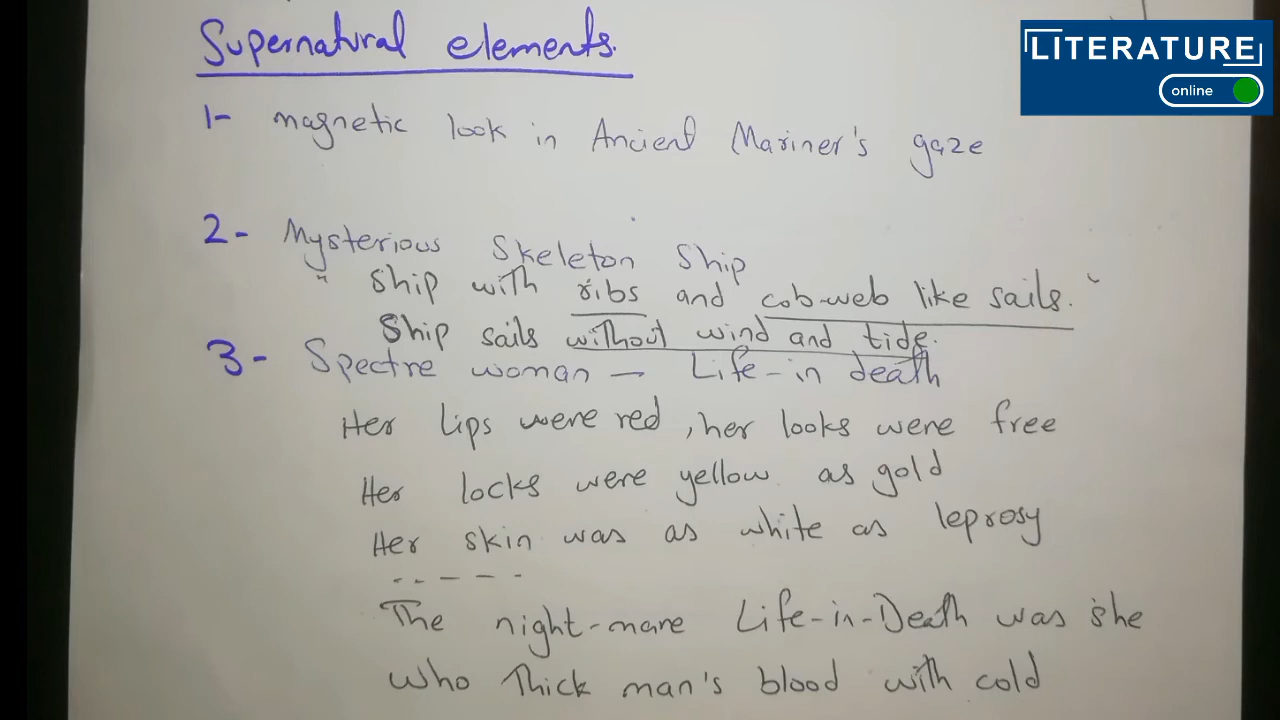 Supernatural elements.
LITERATURE
online
1- magnetic look in Ancient Mariner's gaze
2- Mysterious Skeleton Ship
" Ship with ribs and cob-web like sails. "
Ship sails without wind and tide.
3- Spectre woman — Life-in death
Her lips were red, her looks were free
Her locks were yellow as gold
Her skin was as white as leprosy
- - - - -
The night-mare Life-in-Death was she
who thick man's blood with cold